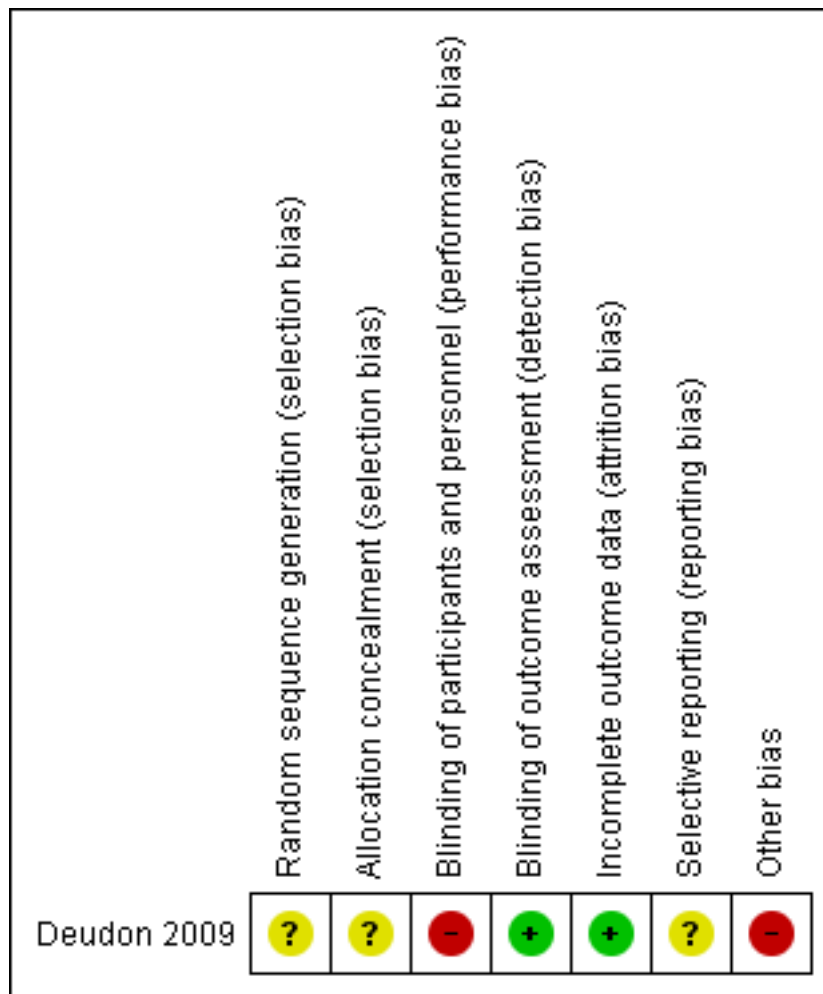 Random sequence generation (selection bias)
Allocation concealment (selection bias)
Blinding of participants and personnel (performance bias)
Blinding of outcome assessment (detection bias)
Incomplete outcome data (attrition bias)
Selective reporting (reporting bias)
Other bias
Deudon 2009 ? ? - + + ? -